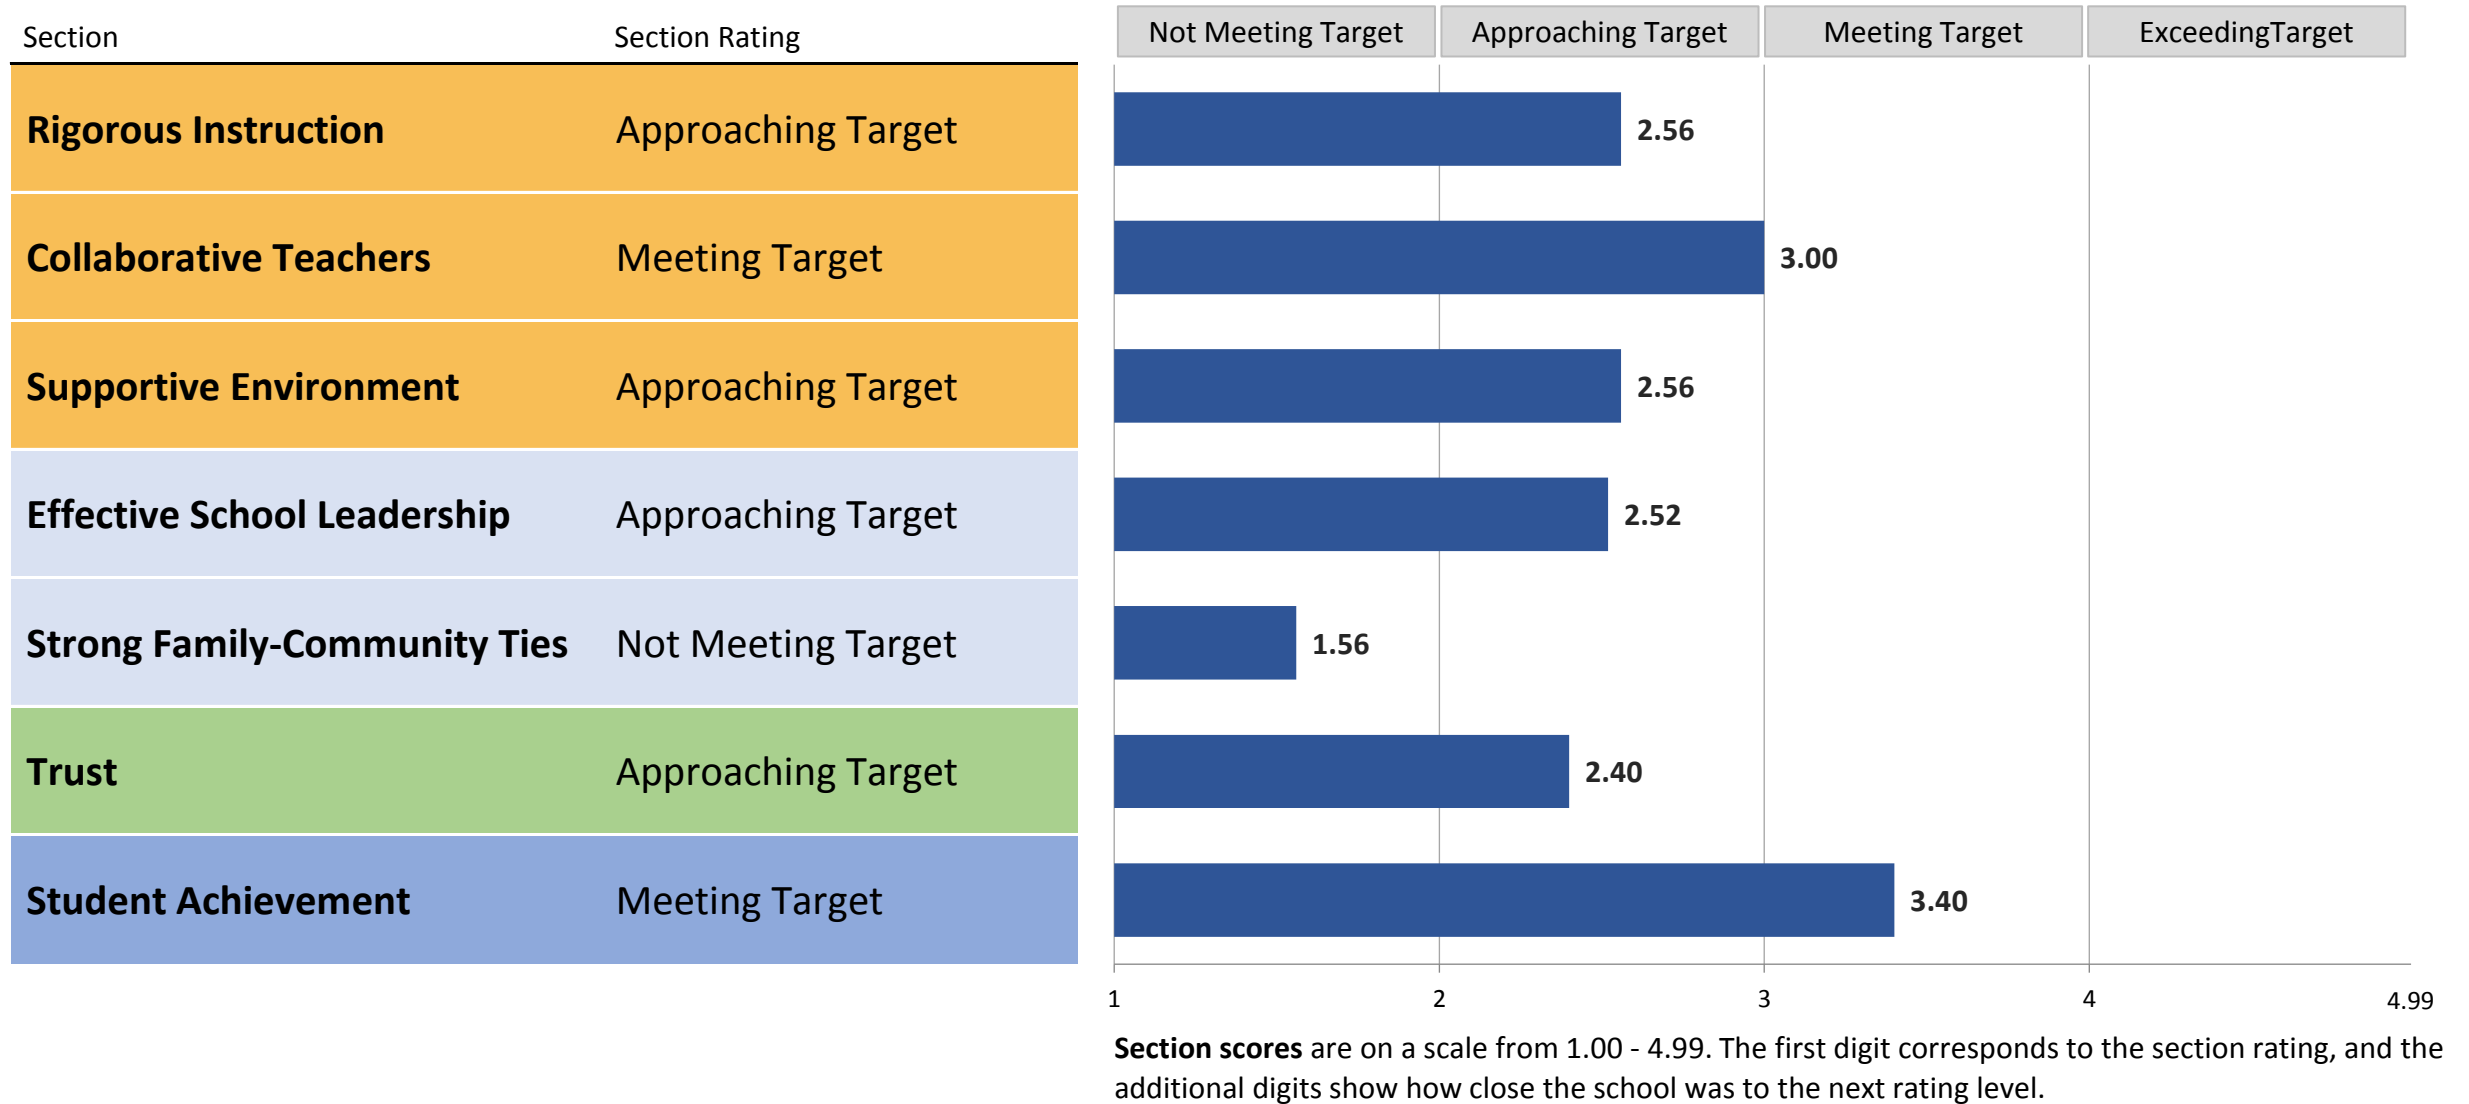 Section Section Rating Not Meeting Target Approaching Target Meeting Target ExceedingTarget
Rigorous Instruction Approaching Target 2.56
Collaborative Teachers Meeting Target 3.00
Supportive Environment Approaching Target 2.56
Effective School Leadership Approaching Target 2.52
Strong Family-Community Ties Not Meeting Target 1.56
Trust Approaching Target 2.40
Student Achievement Meeting Target 3.40
1 2 3 4 4.99
Section scores are on a scale from 1.00 - 4.99. The first digit corresponds to the section rating, and the
additional digits show how close the school was to the next rating level.